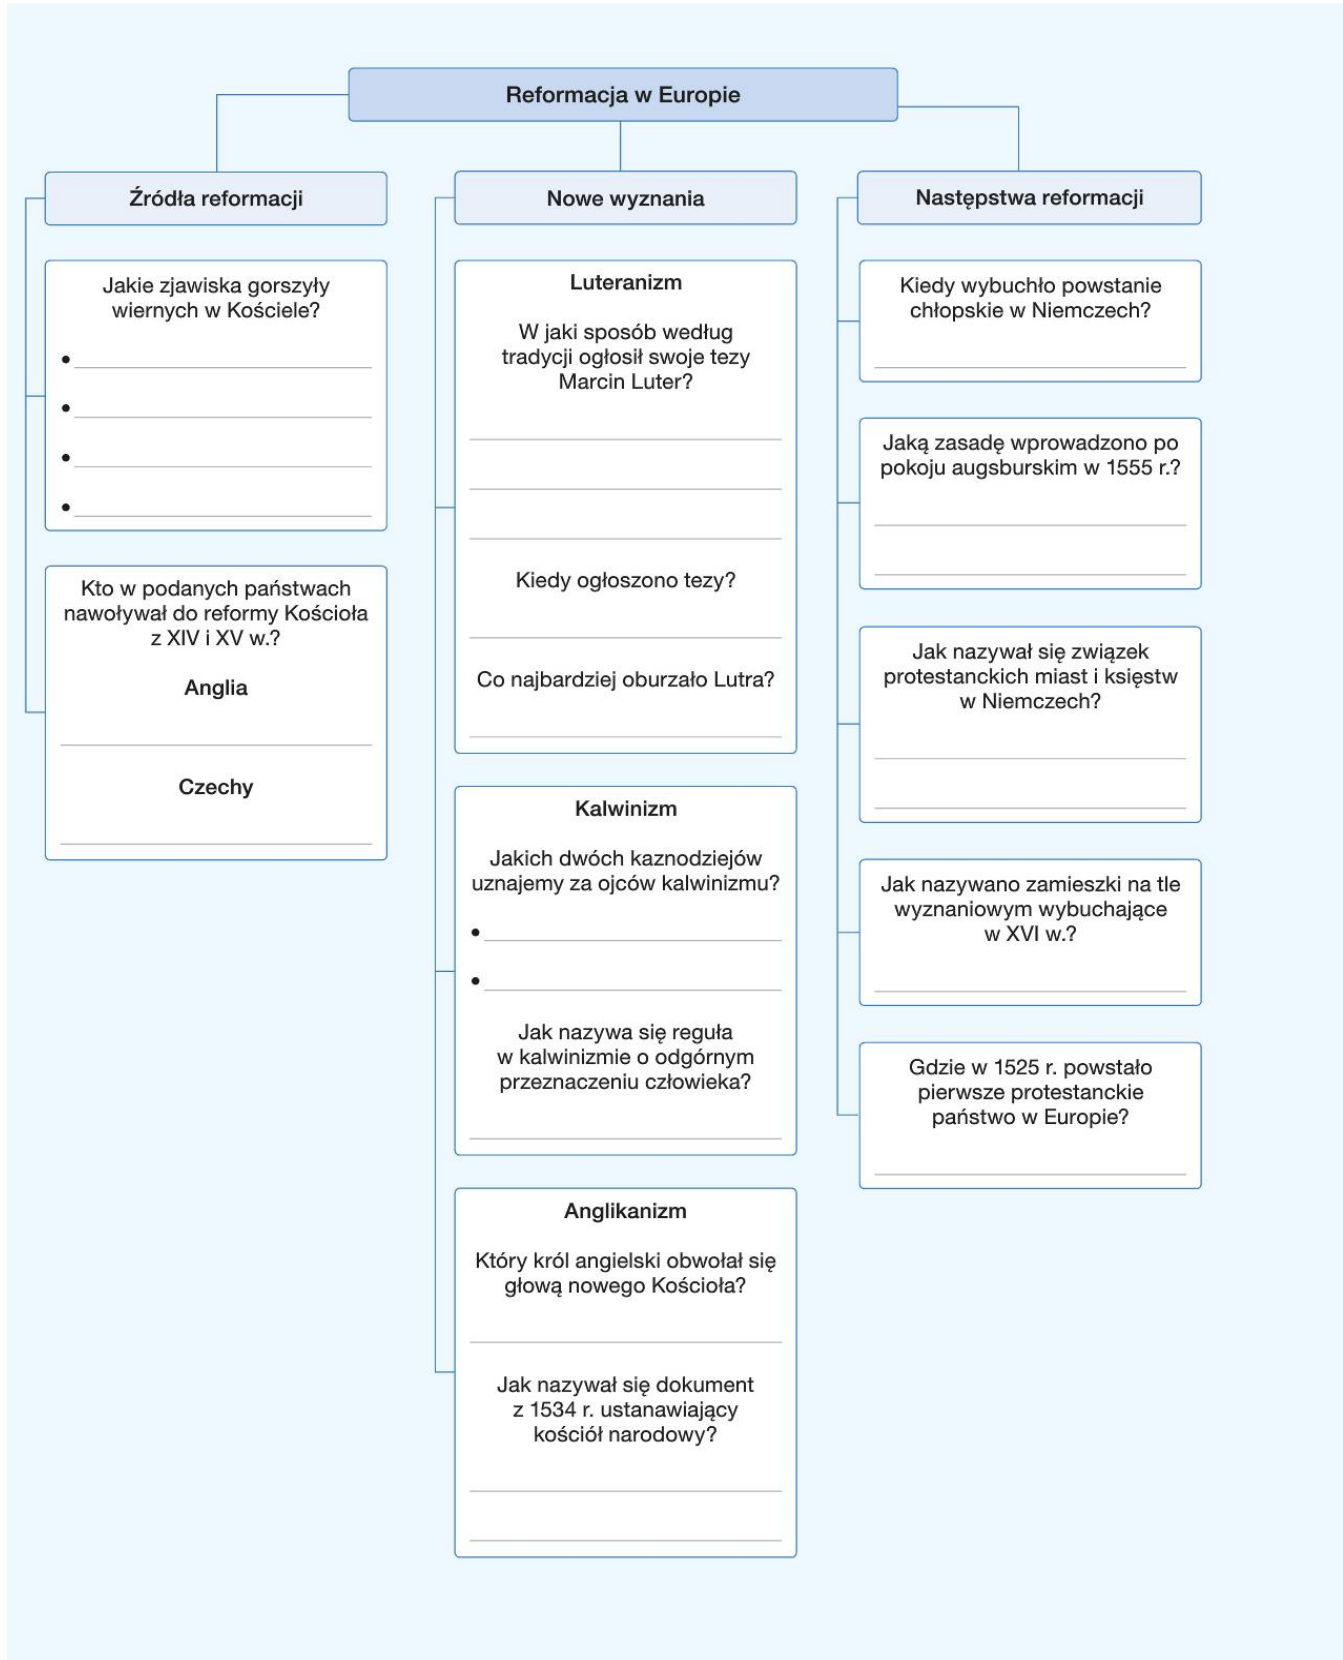 Reformacja w Europie
Źródła reformacji
Jakie zjawiska gorszyły
wiernych w Kościele?
•
•
•
•
Kto w podanych państwach
nawoływał do reformy Kościoła
z XIV i XV w.?
Anglia
Czechy
Nowe wyznania
Luteranizm
W jaki sposób według
tradycji ogłosił swoje tezy
Marcin Luter?
Kiedy ogłoszono tezy?
Co najbardziej oburzało Lutra?
Kalwinizm
Jakich dwóch kaznodziejów
uznajemy za ojców kalwinizmu?
•
•
Jak nazywa się reguła
w kalwinizmie o odgórnym
przeznaczeniu człowieka?
Anglikanizm
Który król angielski obwołał się
głową nowego Kościoła?
Jak nazywał się dokument
z 1534 r. ustanawiający
kościół narodowy?
Następstwa reformacji
Kiedy wybuchło powstanie
chłopskie w Niemczech?
Jaką zasadę wprowadzono po
pokoju augsburskim w 1555 r.?
Jak nazywał się związek
protestanckich miast i księstw
w Niemczech?
Jak nazywano zamieszki na tle
wyznaniowym wybuchające
w XVI w.?
Gdzie w 1525 r. powstało
pierwsze protestanckie
państwo w Europie?